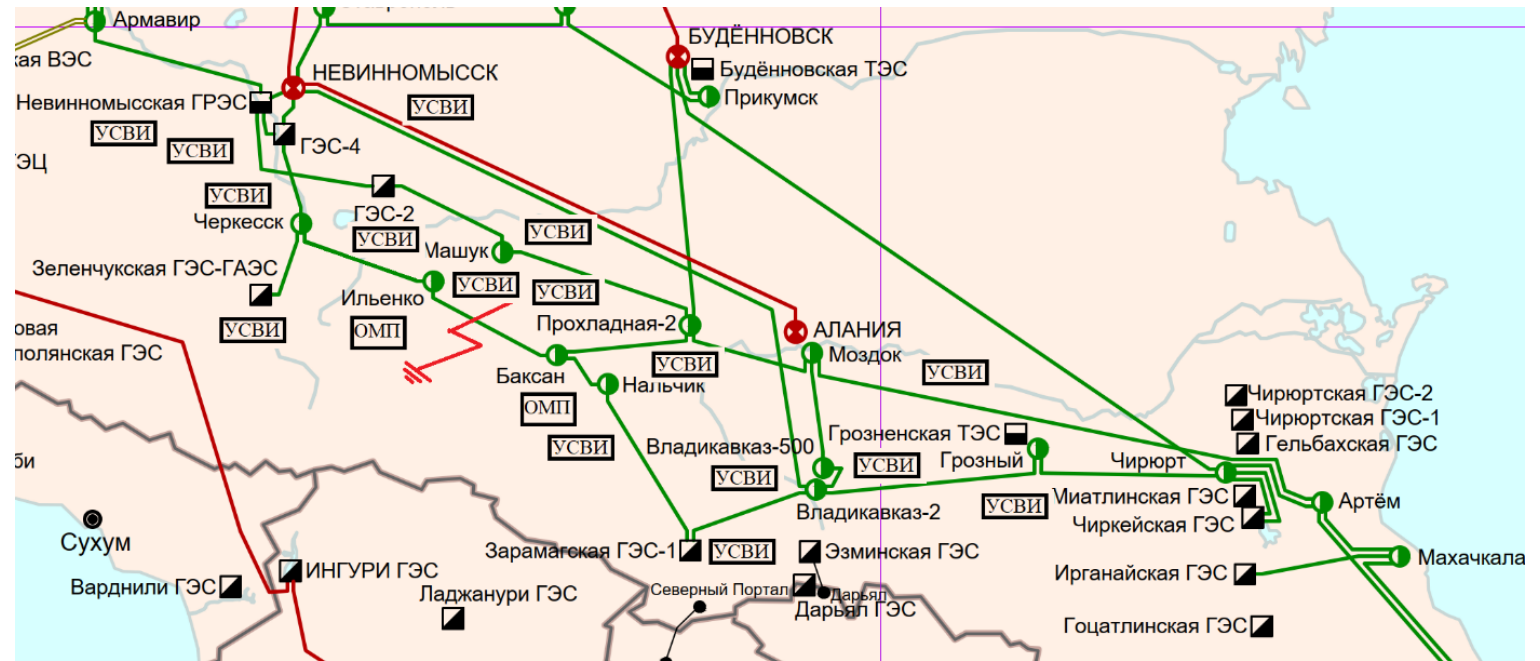 Армавир
БУДЁННОВСК
кая ВЭС
НЕВИННОМЫССК
Будённовская ТЭС
Невинномысская ГРЭС
УСВИ
Прикумск
УСВИ
УСВИ
ГЭС-4
ЭЦ
УСВИ
Черкесск
ГЭС-2
УСВИ
УСВИ
Машук
Зеленчукская ГЭС-ГАЭС
УСВИ
УСВИ
Ильенко
УСВИ
ОМП
Прохладная-2
АЛАНИЯ
Моздок
овая
полянская ГЭС
УСВИ
УСВИ
Баксан
Нальчик
ОМП
Чирюртская ГЭС-2
Чирюртская ГЭС-1
Гельбахская ГЭС
УСВИ
Владикавказ-500
Грозненская ТЭС
Грозный
Чирюрт
би
УСВИ
УСВИ
УСВИ
Миатлинская ГЭС
Артём
Владикавказ-2
Чиркейская ГЭС
Сухум
Зарамагская ГЭС-1
УСВИ
Эзминская ГЭС
Махачкала
ИНГУРИ ГЭС
Варднили ГЭС
Ладжанури ГЭС
Северный Портал
Дарьял
Дарьял ГЭС
Ирганайская ГЭС
Гоцатлинская ГЭС